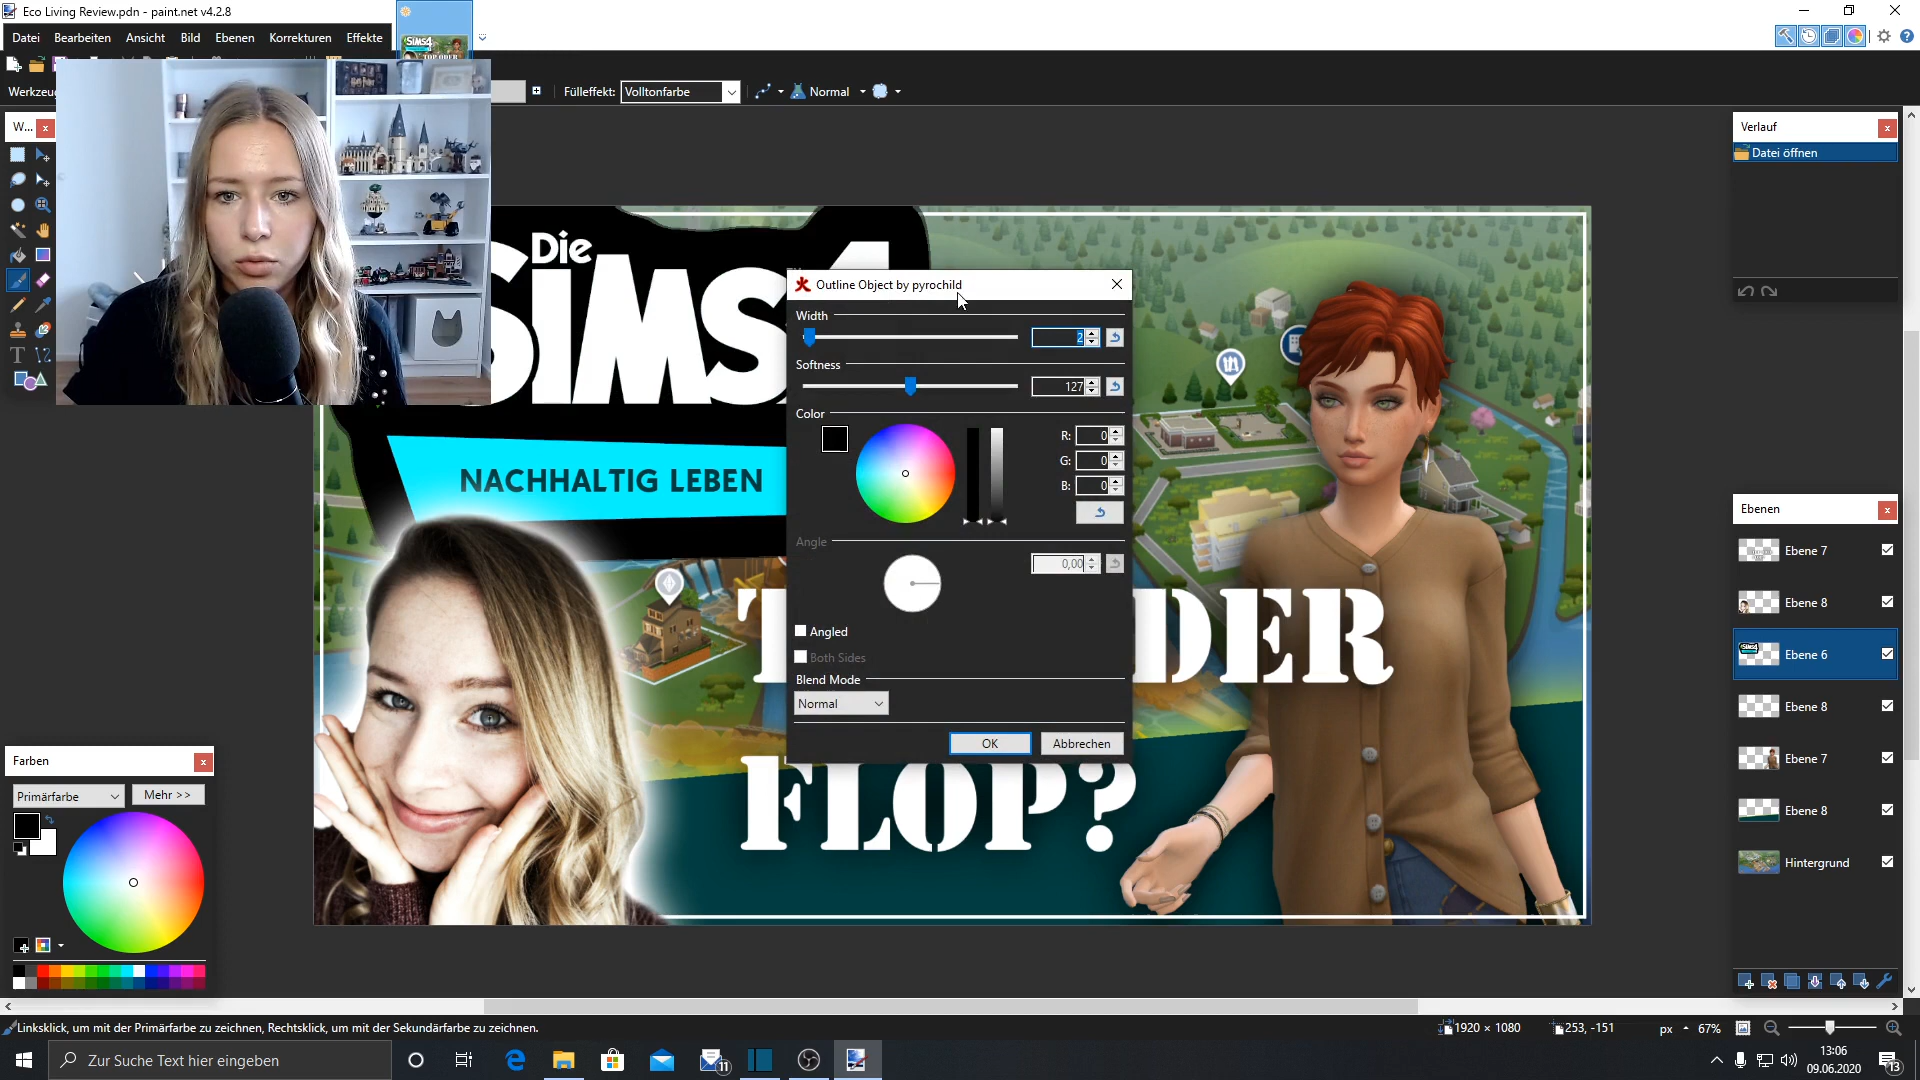 Eco Living Review.pdn - paint.net v4.2.8
Datei Bearbeiten Ansicht Bild Ebenen Korrekturen Effekte
Fülleffekt: Volltonfarbe Normal
W...
Verlauf
Datei öffnen
Die
SiMS 4
NACHHALTIG LEBEN
DER
FLOP?
Outline Object by pyrochild
Width
2
Softness
127
Color
R: 0
G: 0
B: 0
Angle
0,00
Angled
Both Sides
Blend Mode
Normal
OK Abbrechen
Ebenen
Ebene 7
Ebene 8
Ebene 6
Ebene 8
Ebene 7
Ebene 8
Hintergrund
Farben
Primärfarbe Mehr >>
Linksklick, um mit der Primärfarbe zu zeichnen, Rechtsklick, um mit der Sekundärfarbe zu zeichnen.
1920 × 1080 253, -151 px 67%
Zur Suche Text hier eingeben
11
13:06
09.06.2020
13